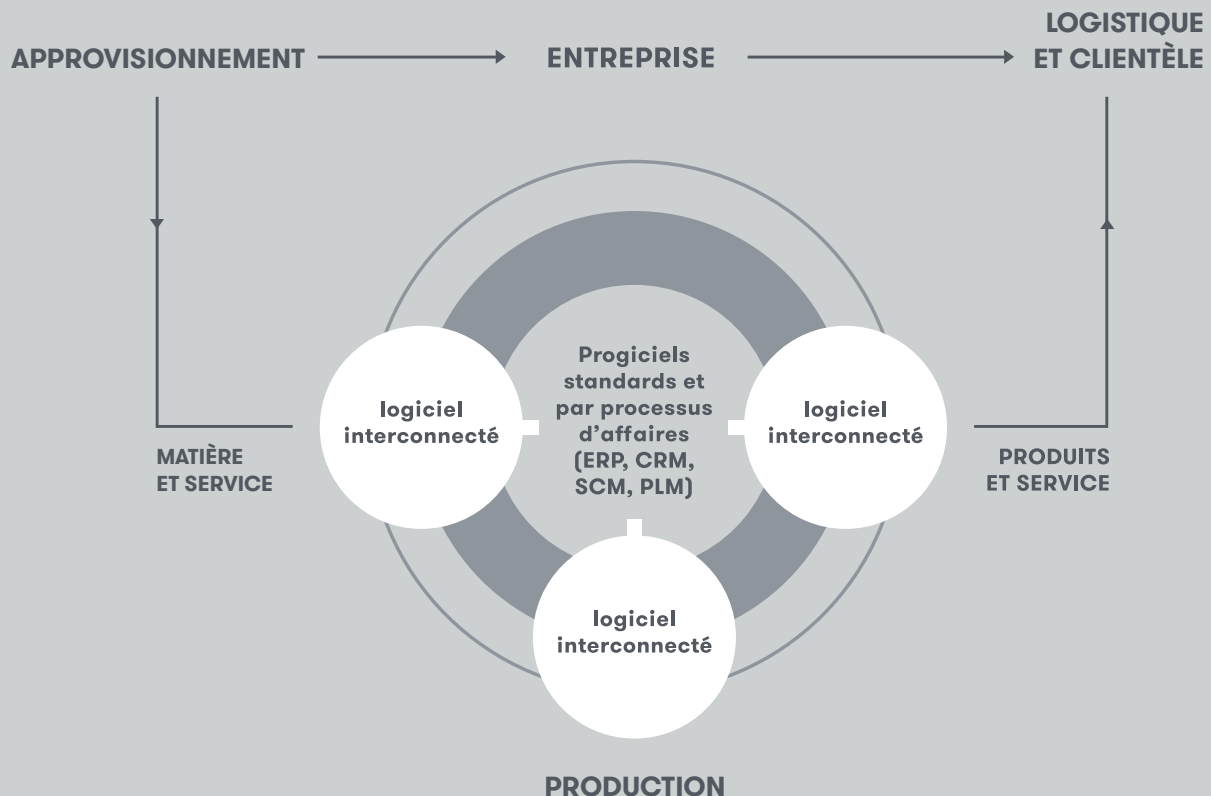 APPROVISIONNEMENT
ENTREPRISE
LOGISTIQUE
ET CLIENTÈLE
logiciel
interconnecté
Progiciels
standards et
par processus
d'affaires
(ERP, CRM,
SCM, PLM)
logiciel
interconnecté
MATIÈRE
ET SERVICE
PRODUITS
ET SERVICE
logiciel
interconnecté
PRODUCTION